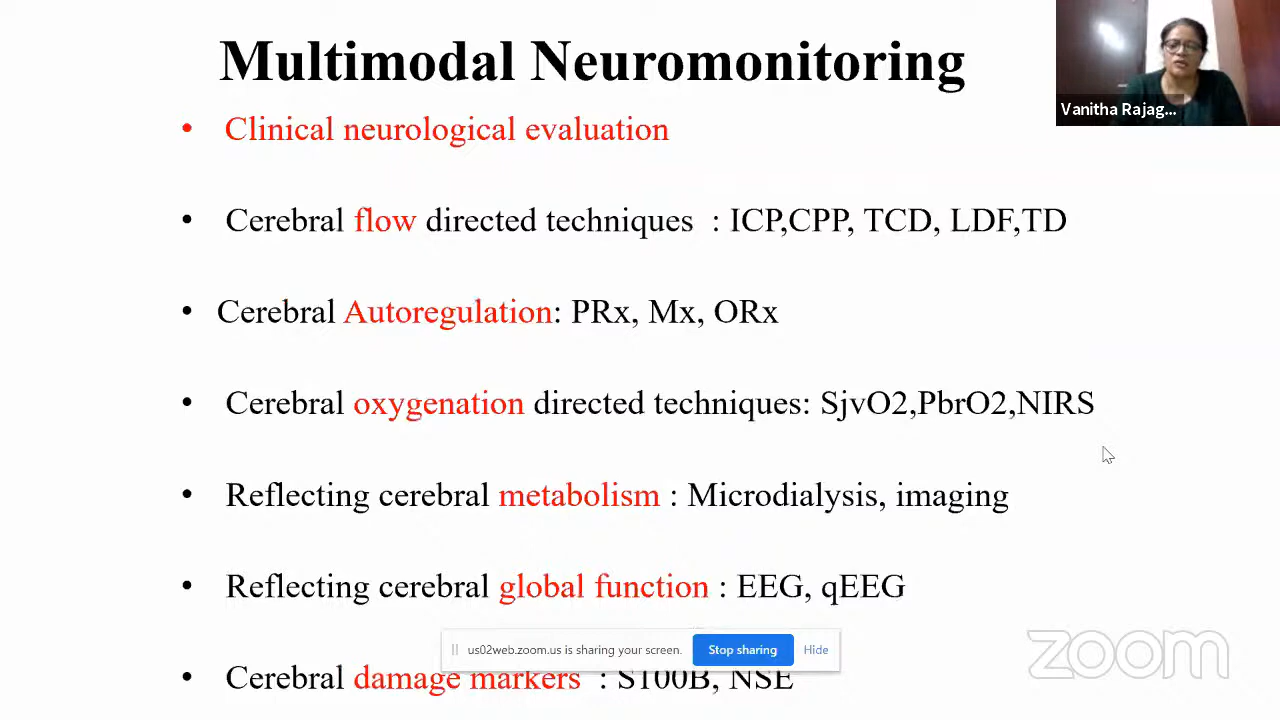 Multimodal Neuromonitoring
Vanitha Rajag...
• Clinical neurological evaluation
• Cerebral flow directed techniques : ICP,CPP, TCD, LDF,TD
• Cerebral Autoregulation: PRx, Mx, ORx
• Cerebral oxygenation directed techniques: SjvO2,PbrO2,NIRS
• Reflecting cerebral metabolism : Microdialysis, imaging
• Reflecting cerebral global function : EEG, qEEG
us02web.zoom.us is sharing your screen. Stop sharing Hide
zoom
• Cerebral damage markers : S100B, NSE